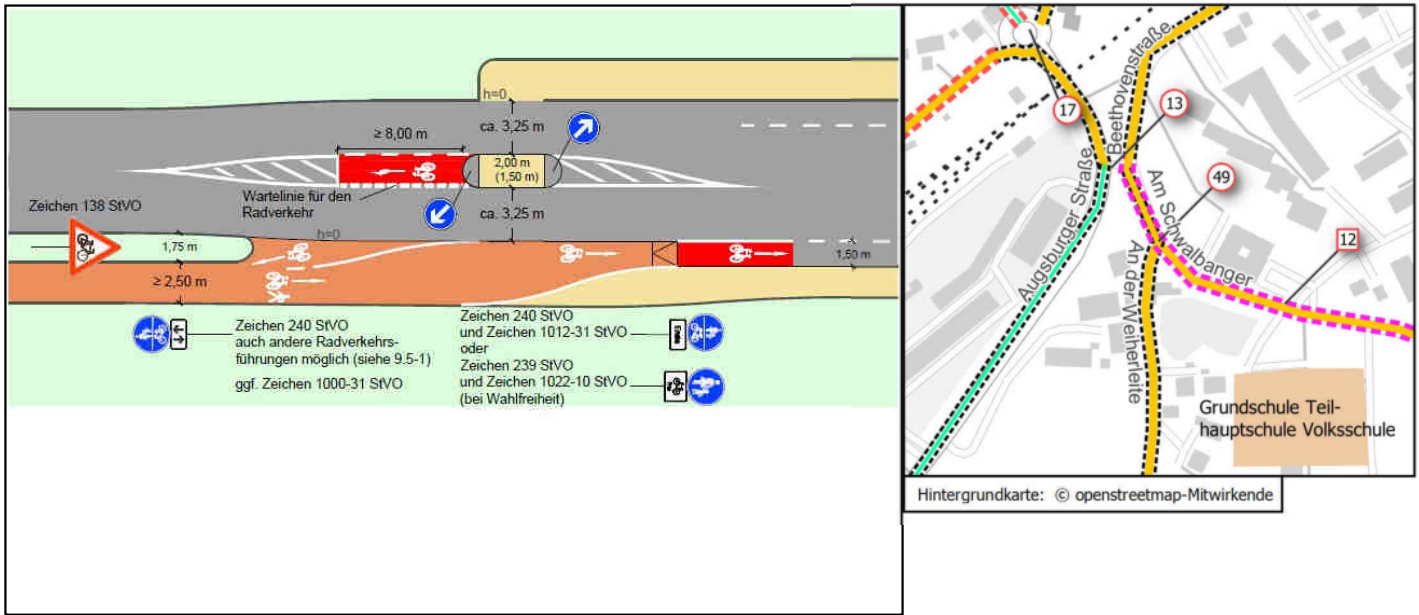 h=0
≥ 8,00 m
ca. 3,25 m
2,00 m
(1,50 m)
Wartelinie für den
Radverkehr
ca. 3,25 m
Zeichen 138 StVO
h=0
1,75 m
1,50 m
≥ 2,50 m
Zeichen 240 StVO
auch andere Radverkehrs-
führungen möglich (siehe 9.5-1)
ggf. Zeichen 1000-31 StVO
Zeichen 240 StVO
und Zeichen 1012-31 StVO
oder
Zeichen 239 StVO
und Zeichen 1022-10 StVO
(bei Wahlfreiheit)
Ende
Beethovenstraße
17
13
Augsburger Straße
Am Schwalbanger
49
12
An der Weiherleite
Grundschule Teil-
hauptschule Volksschule
Hintergrundkarte: © openstreetmap-Mitwirkende